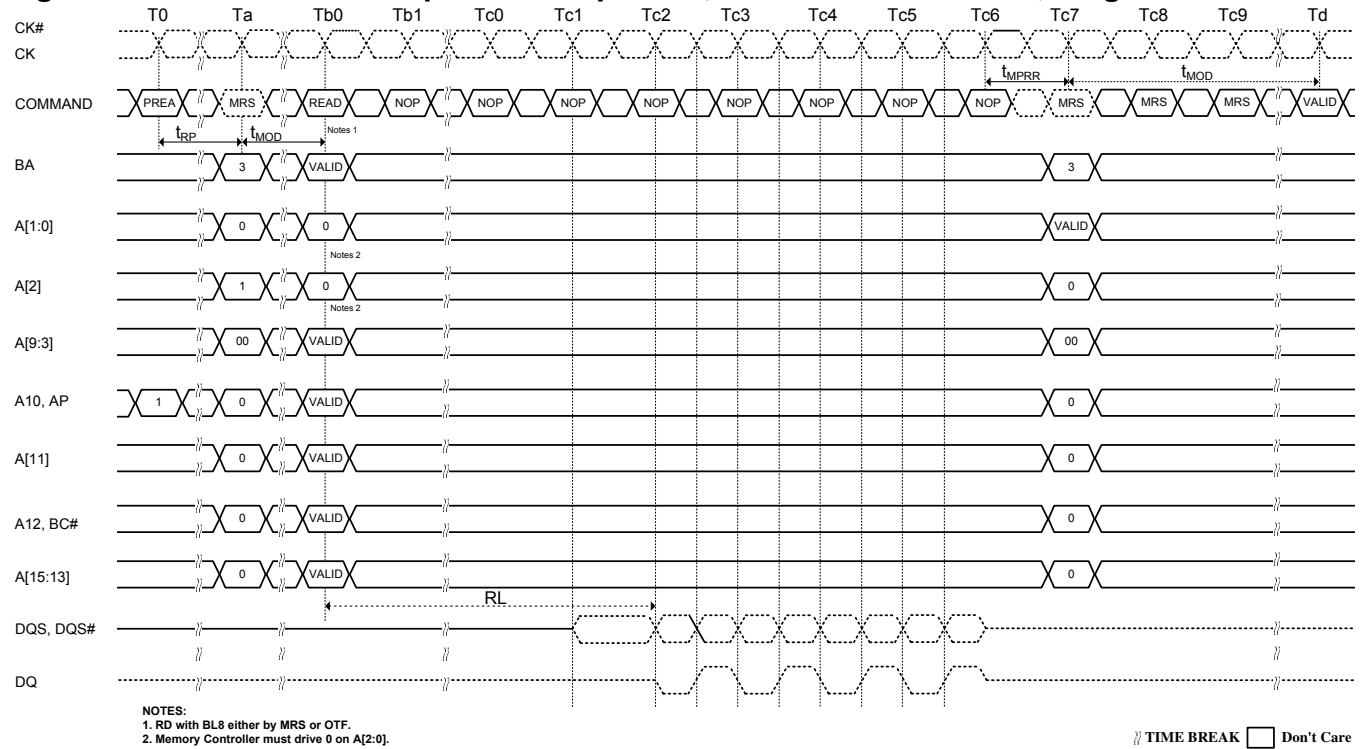 T0 Ta Tb0 Tb1 Tc0 Tc1 Tc2 Tc3 Tc4 Tc5 Tc6 Tc7 Tc8 Tc9 Td
CK#
CK
tMPRR tMOD
COMMAND PREA MRS READ NOP NOP NOP NOP NOP NOP NOP NOP MRS MRS MRS VALID
tRP tMOD Notes 1
BA 3 VALID 3
A[1:0] 0 0 VALID
Notes 2
A[2] 1 0 0
Notes 2
A[9:3] 00 VALID 00
A10, AP 1 0 VALID 0
A[11] 0 VALID 0
A12, BC# 0 VALID 0
A[15:13] 0 VALID 0
RL
DQS, DQS#
DQ
NOTES:
1. RD with BL8 either by MRS or OTF.
2. Memory Controller must drive 0 on A[2:0].
TIME BREAK Don't Care